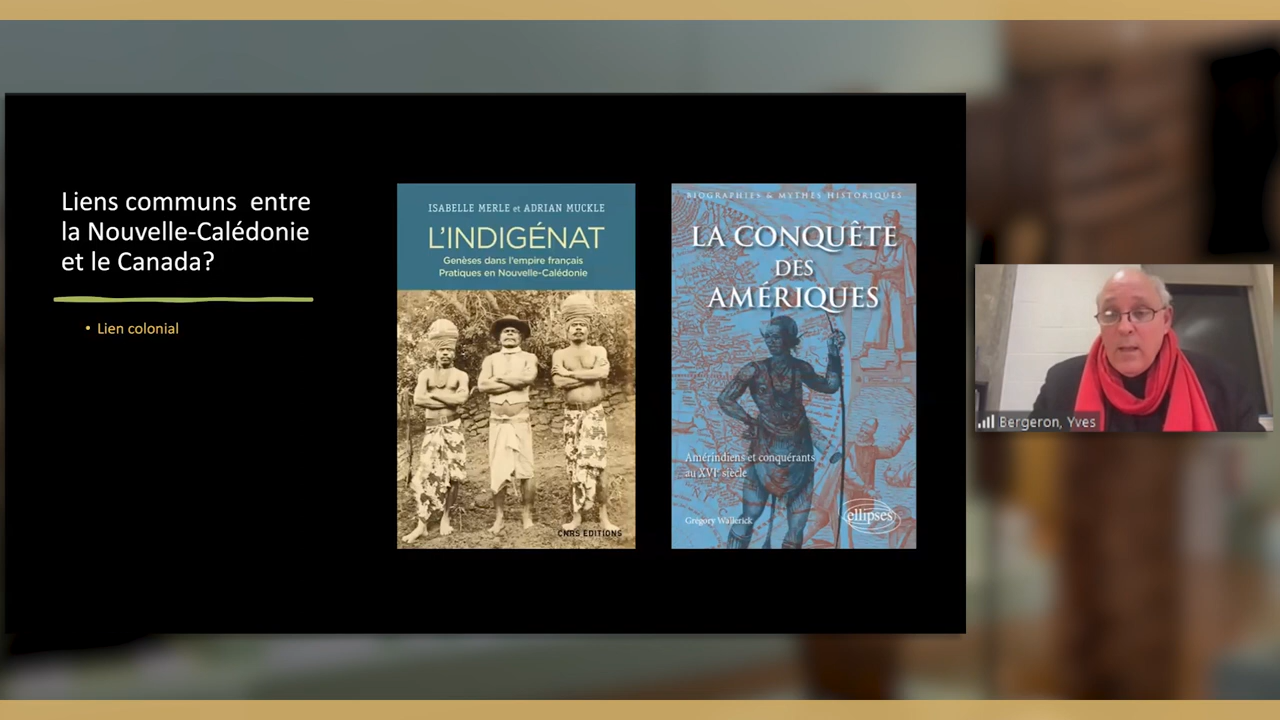 Liens communs  entre
la Nouvelle-Calédonie
et le Canada?
• Lien colonial
ISABELLE MERLE et ADRIAN MUCKLE
L'INDIGÉNAT
Genèses dans l'empire français
Pratiques en Nouvelle-Calédonie
CNRS EDITIONS
BIOGRAPHIES & MYTHES HISTORIQUES
LA CONQUÊTE
DES
AMÉRIQUES
Amérindiens et conquérants
au XVIe siècle
Grégory Wallerick
ellipses
Bergeron, Yves